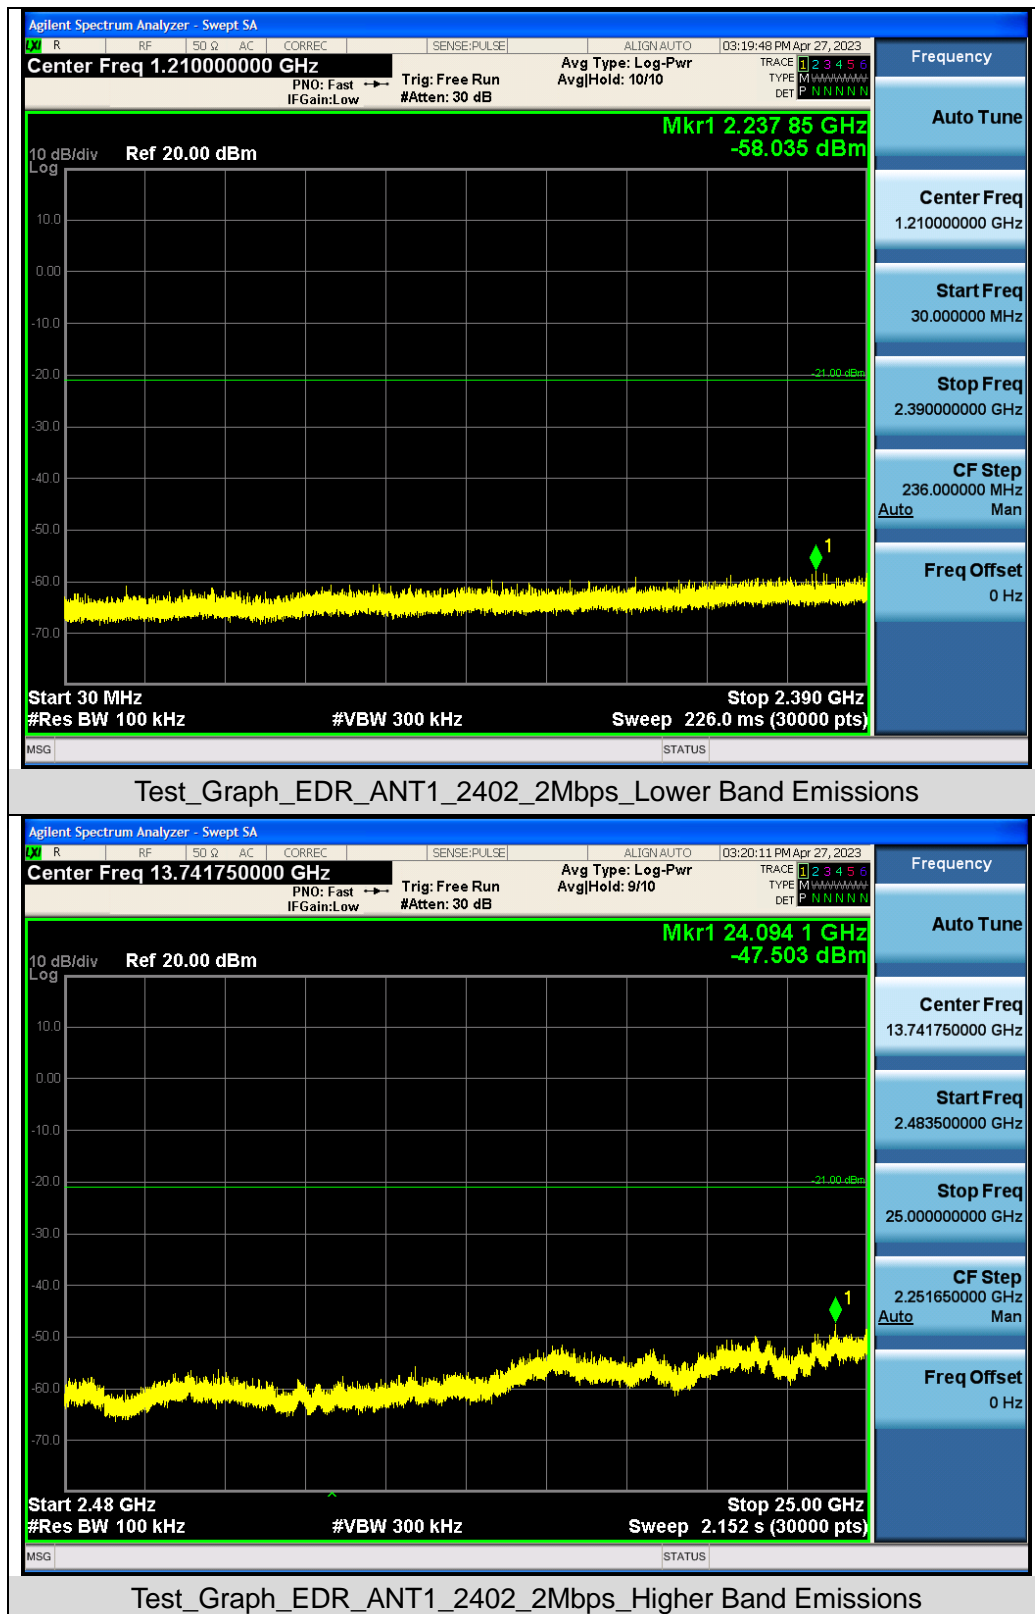 Agilent Spectrum Analyzer - Swept SA
LXI R RF 50 Ω AC CORREC SENSE:PULSE ALIGN AUTO 03:19:48 PM Apr 27, 2023
Center Freq 1.210000000 GHz
PNO: Fast
IFGain:Low
Trig: Free Run
#Atten: 30 dB
Avg Type: Log-Pwr
Avg|Hold: 10/10
TRACE 1 2 3 4 5 6
TYPE M WWWWW
DET P N N N N N
Mkr1 2.237 85 GHz
-58.035 dBm
10 dB/div Ref 20.00 dBm
Log
10.0
0.00
-10.0
-20.0
-21.00 dBm
-30.0
-40.0
-50.0
1
-60.0
-70.0
Start 30 MHz Stop 2.390 GHz
#Res BW 100 kHz #VBW 300 kHz Sweep 226.0 ms (30000 pts)
MSG STATUS
Frequency
Auto Tune
Center Freq
1.210000000 GHz
Start Freq
30.000000 MHz
Stop Freq
2.390000000 GHz
CF Step
236.000000 MHz
Auto Man
Freq Offset
0 Hz
Test_Graph_EDR_ANT1_2402_2Mbps_Lower Band Emissions
Agilent Spectrum Analyzer - Swept SA
LXI R RF 50 Ω AC CORREC SENSE:PULSE ALIGN AUTO 03:20:11 PM Apr 27, 2023
Center Freq 13.741750000 GHz
PNO: Fast
IFGain:Low
Trig: Free Run
#Atten: 30 dB
Avg Type: Log-Pwr
Avg|Hold: 9/10
TRACE 1 2 3 4 5 6
TYPE M WWWWW
DET P N N N N N
Mkr1 24.094 1 GHz
-47.503 dBm
10 dB/div Ref 20.00 dBm
Log
10.0
0.00
-10.0
-20.0
-21.00 dBm
-30.0
-40.0
1
-50.0
-60.0
-70.0
Start 2.48 GHz Stop 25.00 GHz
#Res BW 100 kHz #VBW 300 kHz Sweep 2.152 s (30000 pts)
MSG STATUS
Frequency
Auto Tune
Center Freq
13.741750000 GHz
Start Freq
2.483500000 GHz
Stop Freq
25.000000000 GHz
CF Step
2.251650000 GHz
Auto Man
Freq Offset
0 Hz
Test_Graph_EDR_ANT1_2402_2Mbps_Higher Band Emissions